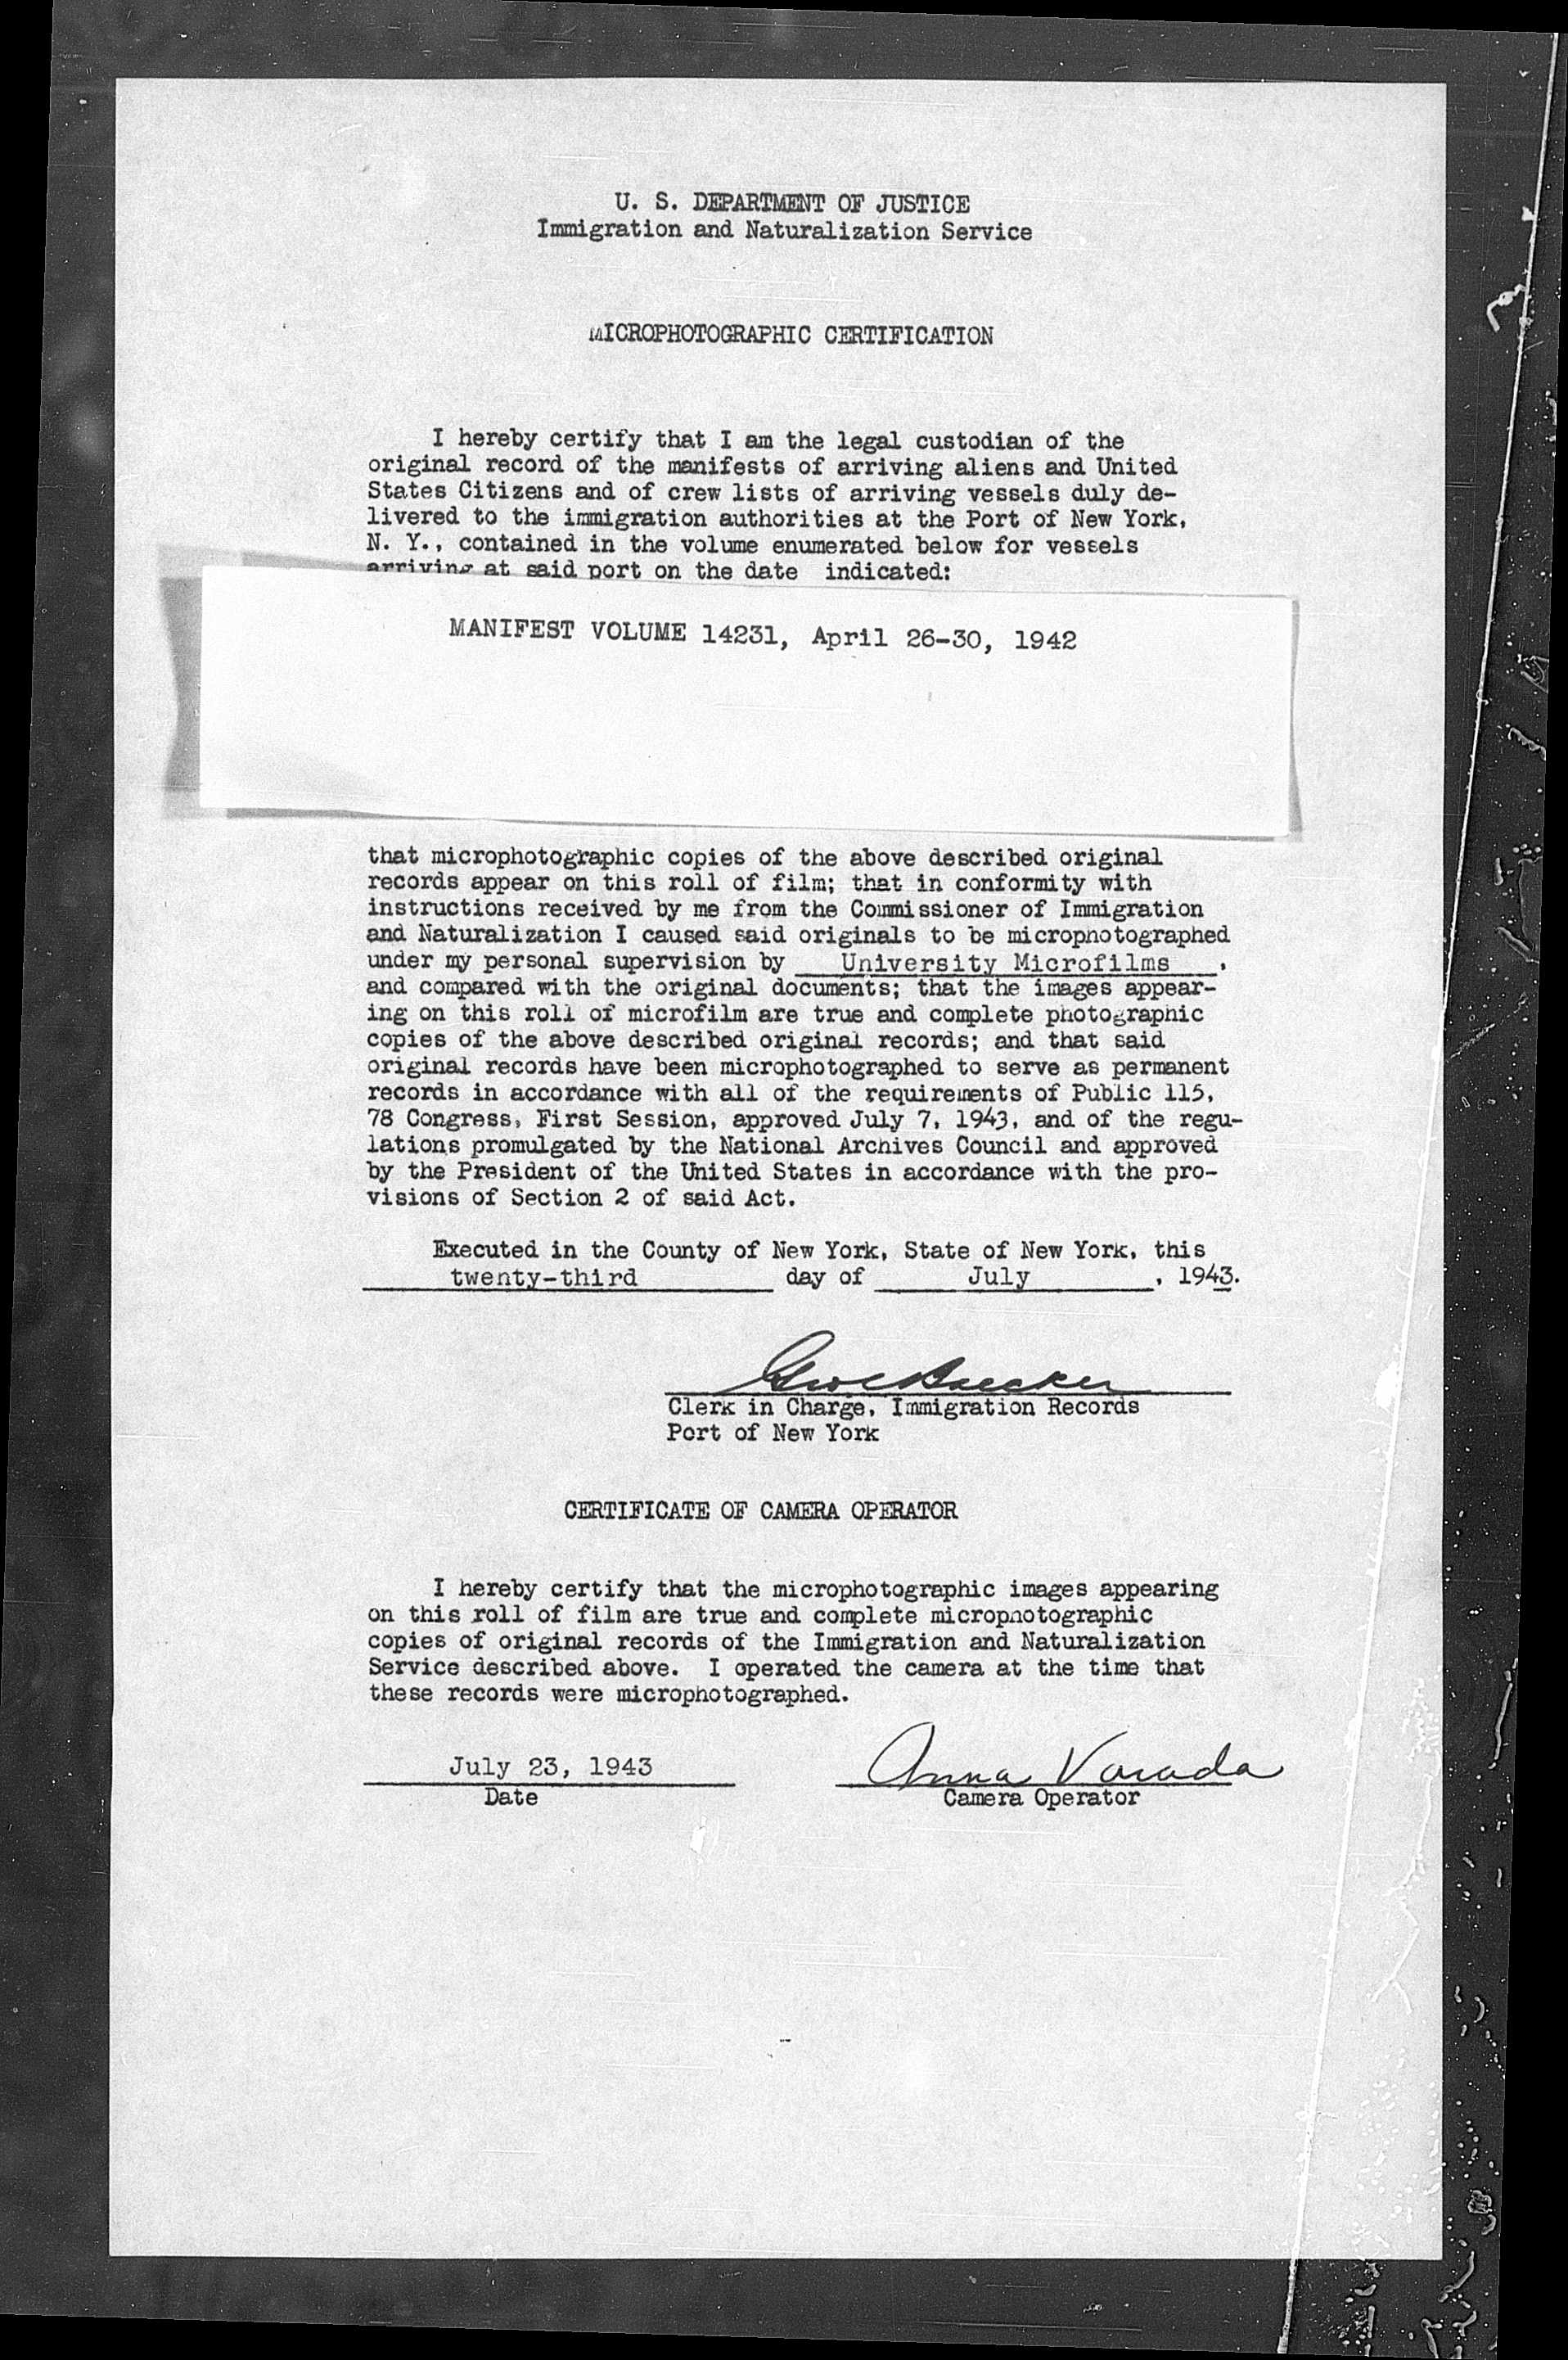 U. S. DEPARTMENT OF JUSTICE
Immigration and Naturalization Service
MICROPHOTOGRAPHIC CERTIFICATION
I hereby certify that I am the legal custodian of the
original record of the manifests of arriving aliens and United
States Citizens and of crew lists of arriving vessels duly de-
livered to the immigration authorities at the Port of New York,
N. Y., contained in the volume enumerated below for vessels
arriving at said port on the date indicated:
MANIFEST VOLUME 14231, April 26-30, 1942
that microphotographic copies of the above described original
records appear on this roll of film; that in conformity with
instructions received by me from the Commissioner of Immigration
and Naturalization I caused said originals to be microphotographed
under my personal supervision by University Microfilms,
and compared with the original documents; that the images appear-
ing on this roll of microfilm are true and complete photographic
copies of the above described original records; and that said
original records have been microphotographed to serve as permanent
records in accordance with all of the requirements of Public 115,
78 Congress, First Session, approved July 7, 1943, and of the regu-
lations promulgated by the National Archives Council and approved
by the President of the United States in accordance with the pro-
visions of Section 2 of said Act.
Executed in the County of New York, State of New York, this
twenty-third day of July, 1943.
Clerk in Charge, Immigration Records
Port of New York
CERTIFICATE OF CAMERA OPERATOR
I hereby certify that the microphotographic images appearing
on this roll of film are true and complete microphotographic
copies of original records of the Immigration and Naturalization
Service described above. I operated the camera at the time that
these records were microphotographed.
July 23, 1943 Anna Varada
Date Camera Operator